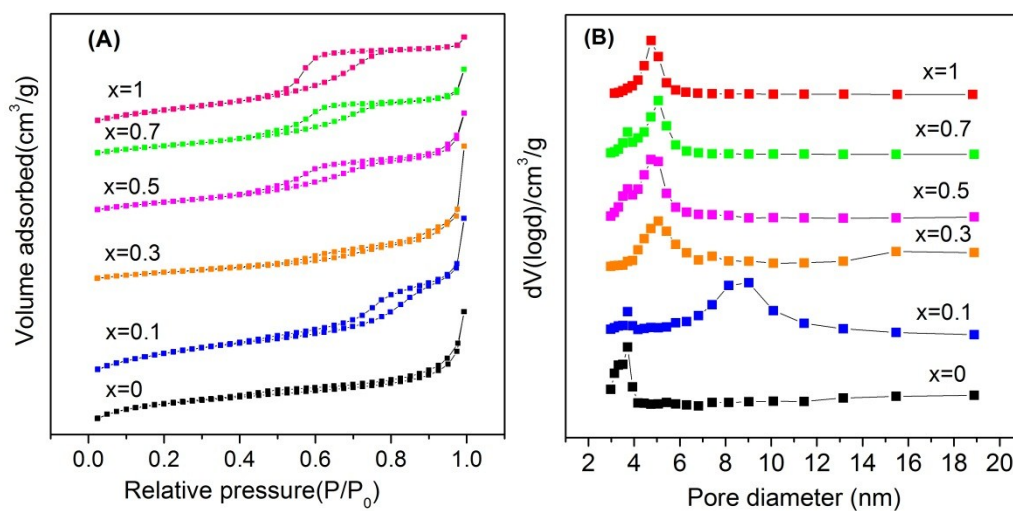 (A)
Volume adsorbed(cm³/g)
x=1
x=0.7
x=0.5
x=0.3
x=0.1
x=0
0.0 0.2 0.4 0.6 0.8 1.0
Relative pressure(P/P₀)
(B)
dV(logd)/cm³/g
x=1
x=0.7
x=0.5
x=0.3
x=0.1
x=0
2 4 6 8 10 12 14 16 18 20
Pore diameter (nm)